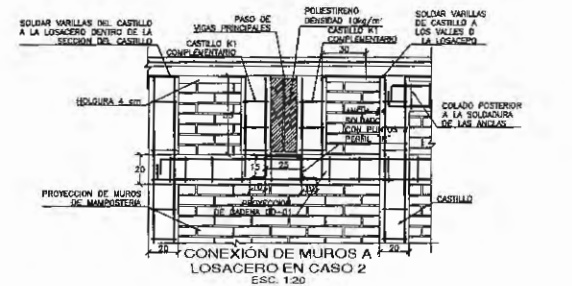 SOLDAR VARILLAS DEL CASTILLO
A LA LOSACERO DENTRO DE LA
SECCION DEL CASTILLO
PASO DE
VIGAS PRINCIPALES
CASTILLO K1
COMPLEMENTARIO
POLIESTIRENO
DENSIDAD 10kg/m³
CASTILLO K1
COMPLEMENTARIO
30
SOLDAR VARILLAS
DE CASTILLO A
LOS VALLES D
LA LOSACERO
HOLGURA 4 cm
SOLDADO
CON PUNTOS
PERFIL
COLADO POSTERIOR
A LA SOLDADURA
DE LAS ANCLAS
20
15
25
10
PROYECCION DE MUROS
DE MAMPOSTERIA
PROYECCION
DE CADENA
CASTILLO
20
20
CONEXIÓN DE MUROS A
LOSACERO EN CASO 2
ESC. 1:20